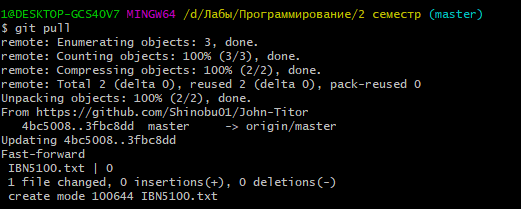 1@DESKTOP-GCS40V7 MINGW64 /d/Лабы/Программирование/2 семестр (master)
$ git pull
remote: Enumerating objects: 3, done.
remote: Counting objects: 100% (3/3), done.
remote: Compressing objects: 100% (2/2), done.
remote: Total 2 (delta 0), reused 2 (delta 0), pack-reused 0
Unpacking objects: 100% (2/2), done.
From https://github.com/Shinobu01/John-Titor
   4bc5008..3fbc8dd  master     -> origin/master
Updating 4bc5008..3fbc8dd
Fast-forward
 IBN5100.txt | 0
 1 file changed, 0 insertions(+), 0 deletions(-)
 create mode 100644 IBN5100.txt